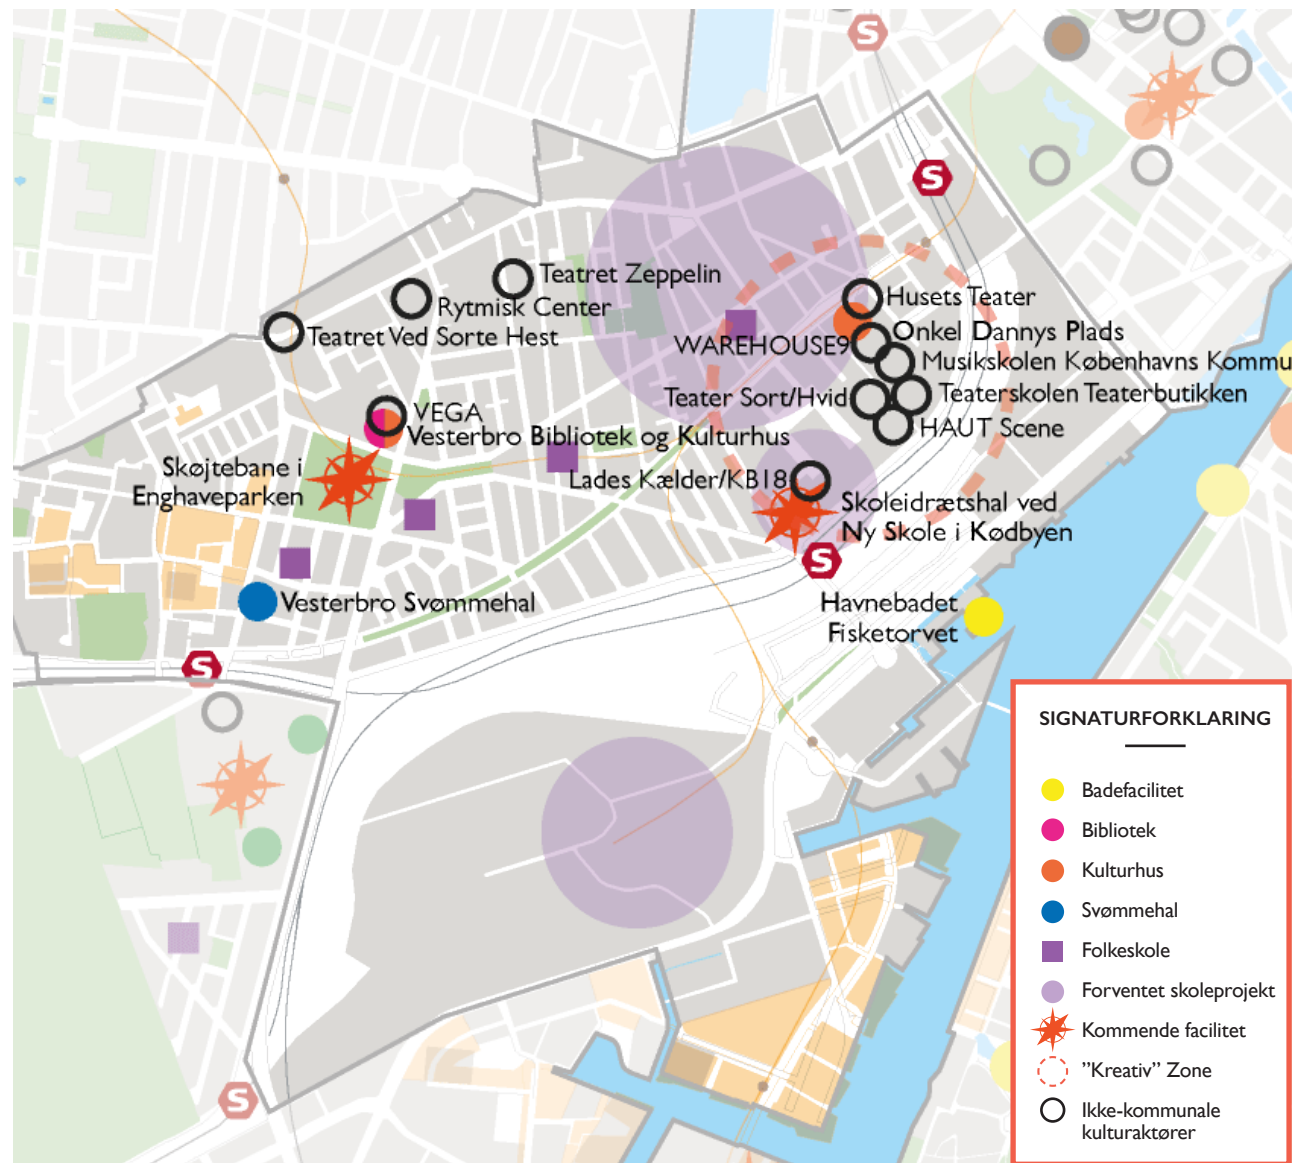 S
S
Teatret Zeppelin
Rytmisk Center
Husets Teater
Teatret Ved Sorte Hest
Onkel Dannys Plads
WAREHOUSE9
Musikskolen Københavns Kommu
Teater Sort/Hvid
Teaterskolen Teaterbutikken
VEGA
HAUT Scene
Vesterbro Bibliotek og Kulturhus
Skøjtebane i
Enghaveparken
Lades Kælder/KB18
Skoleidrætshal ved
Ny Skole i Kødbyen
S
Vesterbro Svømmehal
Havnebadet
Fisketorvet
S
S
SIGNATURFORKLARING
Badefacilitet
Bibliotek
Kulturhus
Svømmehal
Folkeskole
Forventet skoleprojekt
Kommende facilitet
”Kreativ” Zone
Ikke-kommunale
kulturaktører